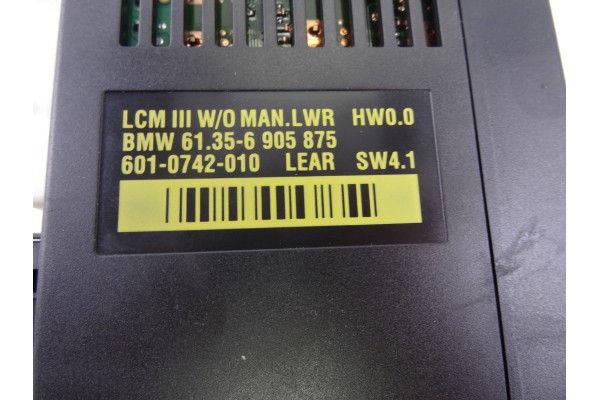 LCM III W/O MAN.LWR HW0.0
BMW 61.35-6 905 875
601-0742-010 LEAR SW4.1